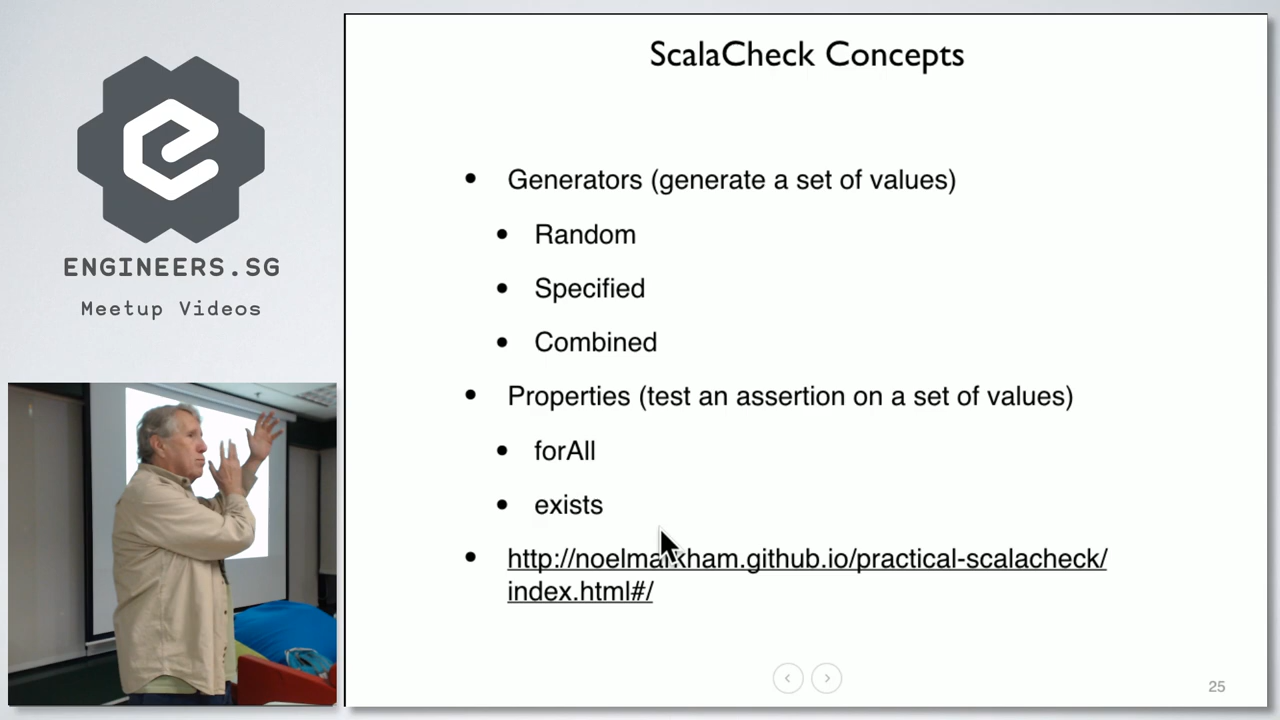 ENGINEERS.SG
Meetup Videos
ScalaCheck Concepts
• Generators (generate a set of values)
• Random
• Specified
• Combined
• Properties (test an assertion on a set of values)
• forAll
• exists
• http://noelmarkham.github.io/practical-scalacheck/
index.html#/
25